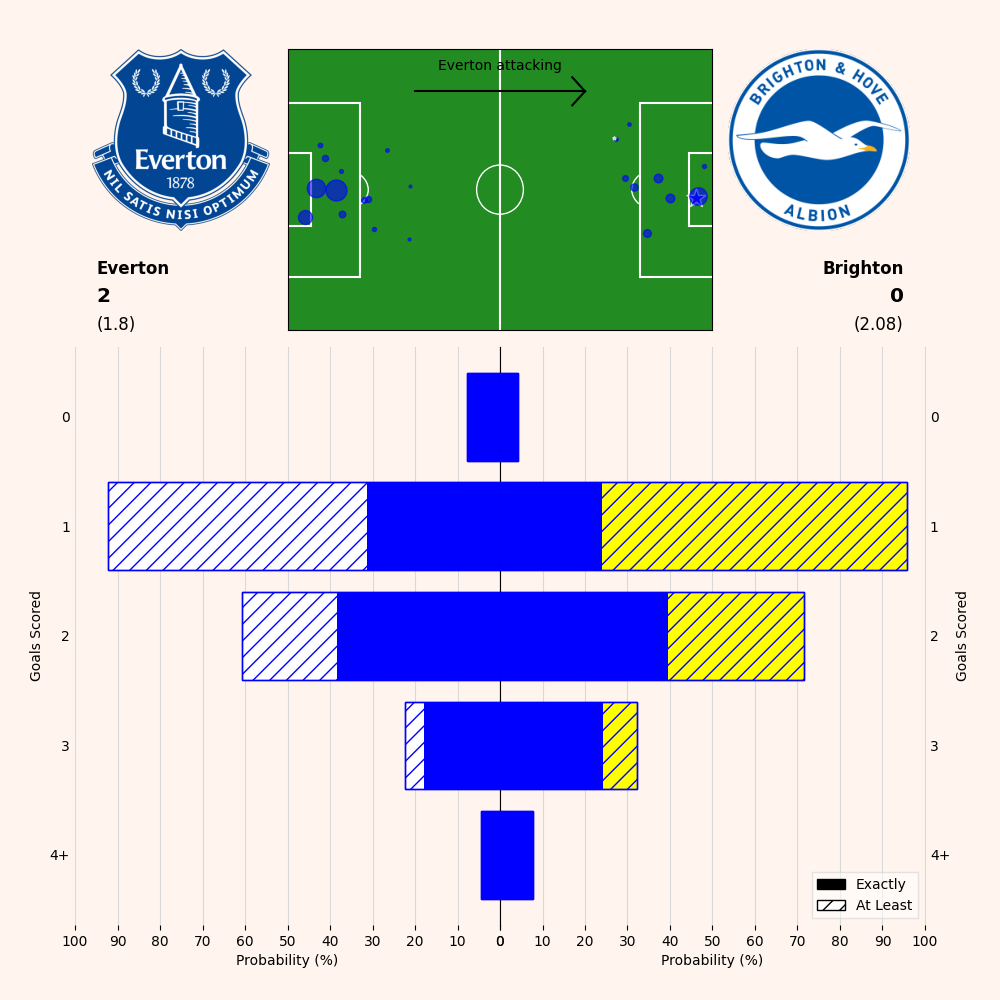 Everton attacking
BRIGHTON & HOVE
ALBION
Everton
1878
NIL SATIS NISI OPTIMUM
Everton
2
(1.8)
Brighton
0
(2.08)
0
1
2
3
4+
Goals Scored
0
1
2
3
4+
Goals Scored
Exactly
At Least
100 90 80 70 60 50 40 30 20 10 0
0 10 20 30 40 50 60 70 80 90 100
Probability (%)
Probability (%)